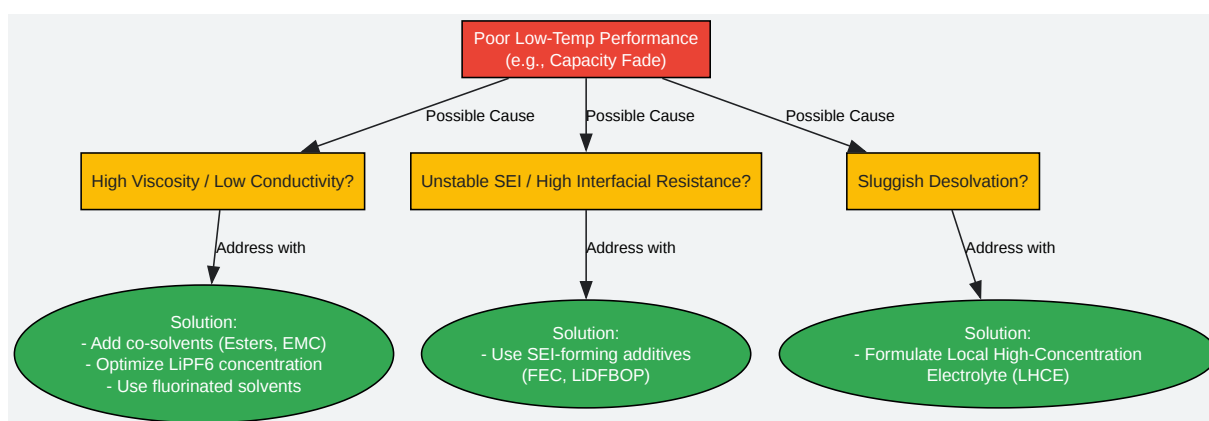 Poor Low-Temp Performance
(e.g., Capacity Fade)
Possible Cause
Possible Cause
Possible Cause
High Viscosity / Low Conductivity?
Unstable SEI / High Interfacial Resistance?
Sluggish Desolvation?
Address with
Address with
Address with
Solution:
- Add co-solvents (Esters, EMC)
- Optimize LiPF6 concentration
- Use fluorinated solvents
Solution:
- Use SEI-forming additives
(FEC, LiDFBOP)
Solution:
- Formulate Local High-Concentration
Electrolyte (LHCE)